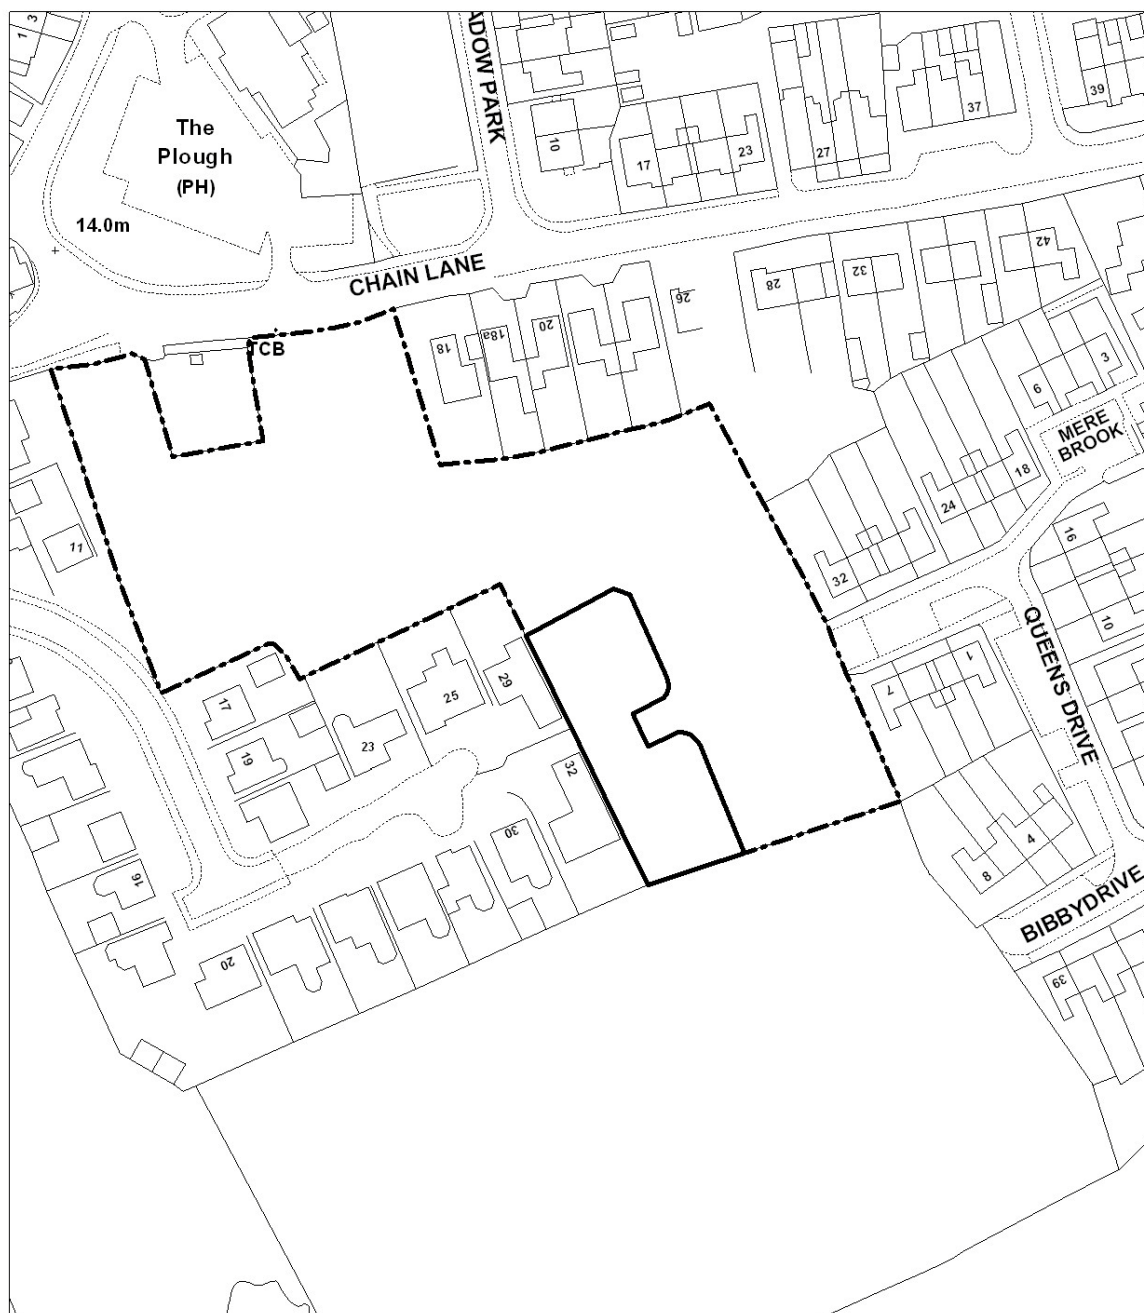 1 3
The
Plough
(PH)
14.0m
ADOW PARK
10
17
23
27
37
39
CHAIN LANE
TCB
18
18a
20
26
28
32
42
3
6
MERE
BROOK
18
24
32
16
10
11
QUEENS DRIVE
1
7
17
19
23
25
29
32
30
16
20
4
8
BIBBYDRIVE
39